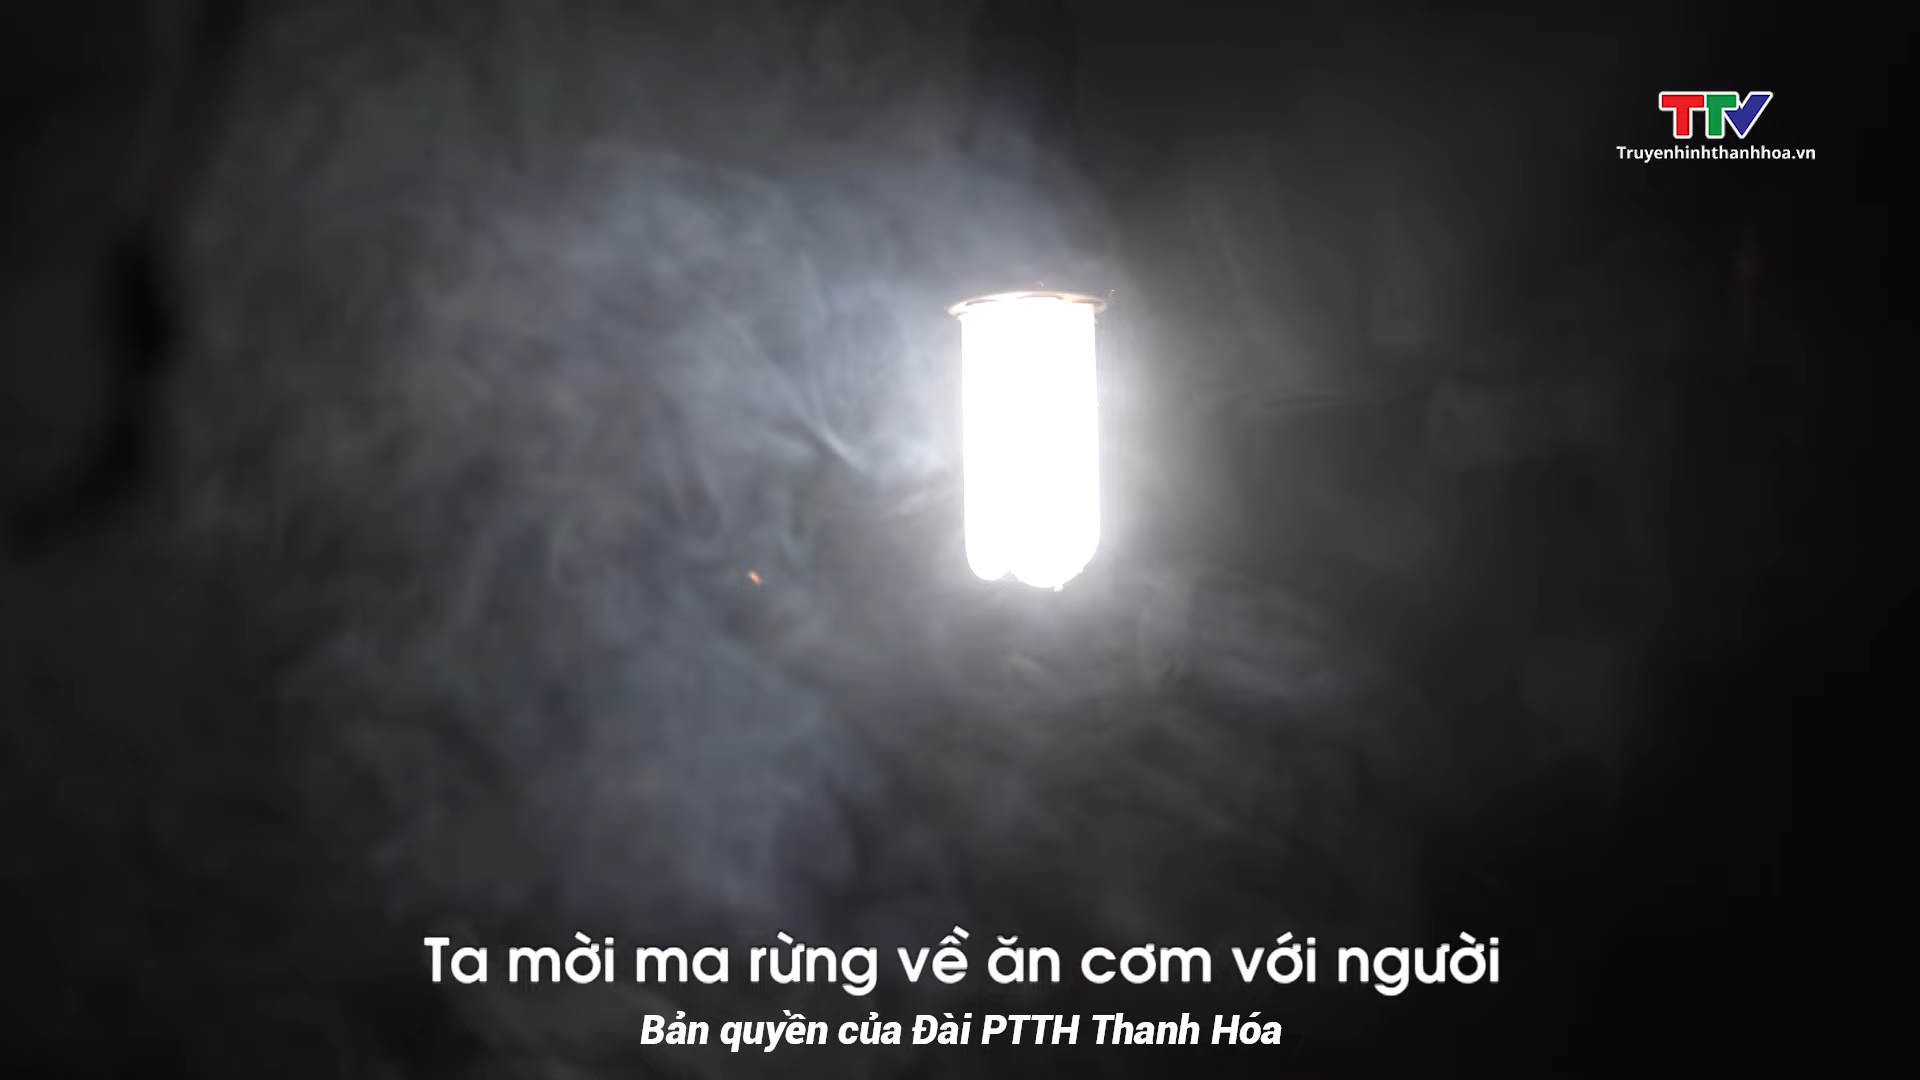 TTV
Truyenhinhthanhhoa.vn
Ta mời ma rừng về ăn cơm với người
Bản quyền của Đài PTTH Thanh Hóa